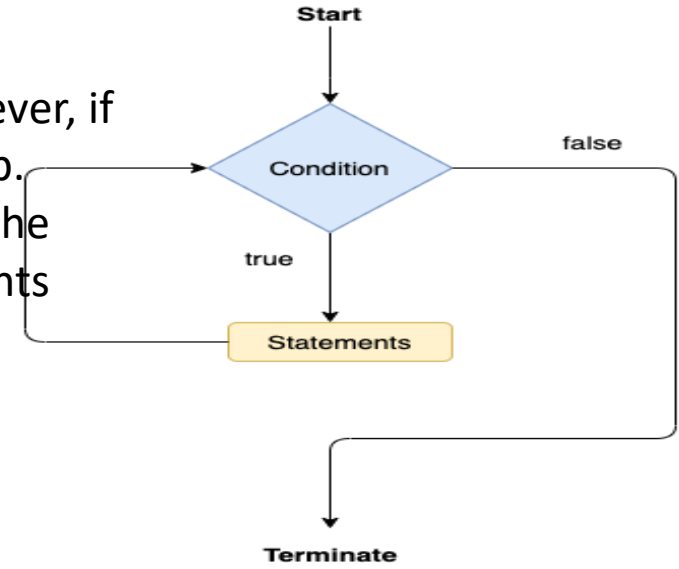 Start
ever, if
false
p.
Condition
he
true
nts
Statements
Terminate